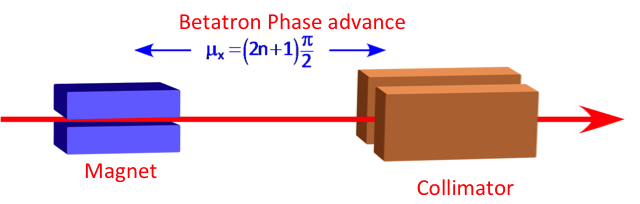 Betatron Phase advance
μₓ=(2n+1)π/2
Magnet
Collimator